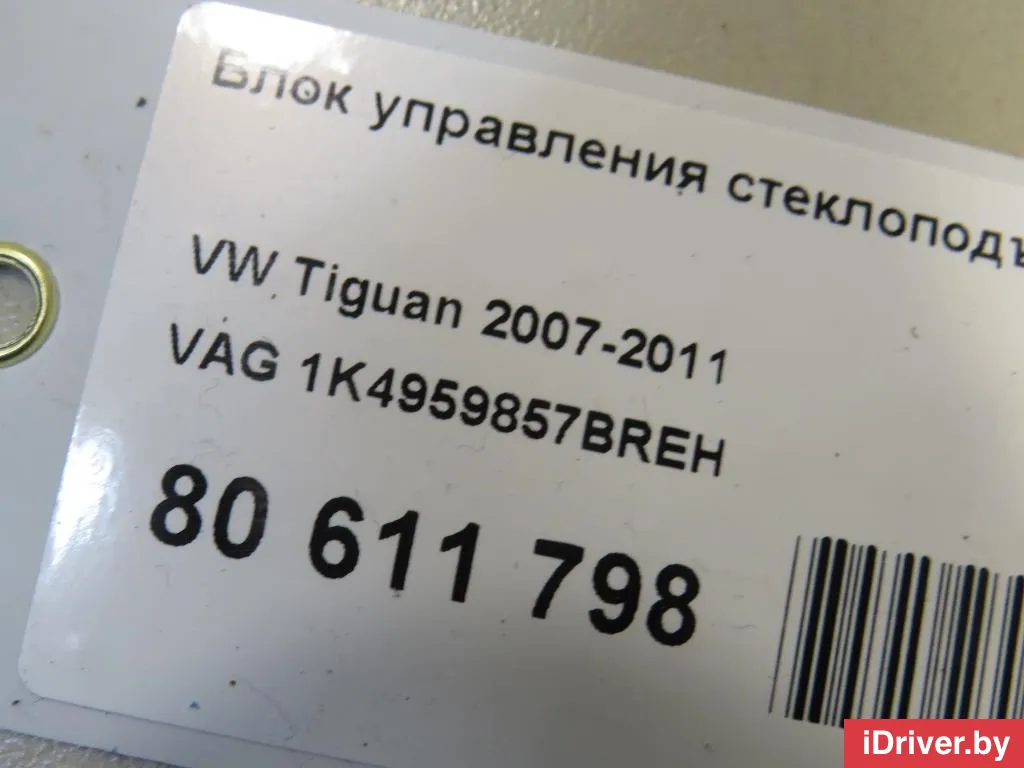 Блок управления стеклоподъ
VW Tiguan 2007-2011
VAG 1K4959857BREH
80 611 798
iDriver.by